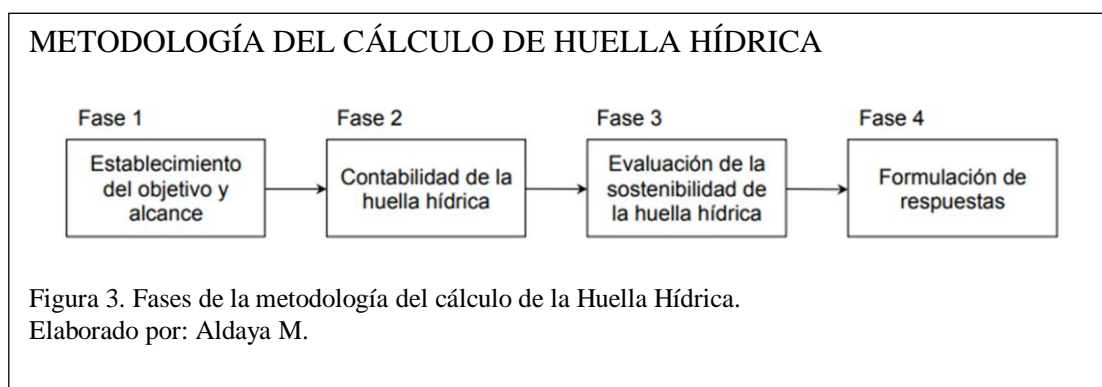 METODOLOGÍA DEL CÁLCULO DE HUELLA HÍDRICA
Fase 1
Establecimiento
del objetivo y
alcance
Fase 2
Contabilidad de la
huella hídrica
Fase 3
Evaluación de la
sostenibilidad de
la huella hídrica
Fase 4
Formulación de
respuestas
Figura 3. Fases de la metodología del cálculo de la Huella Hídrica.
Elaborado por: Aldaya M.